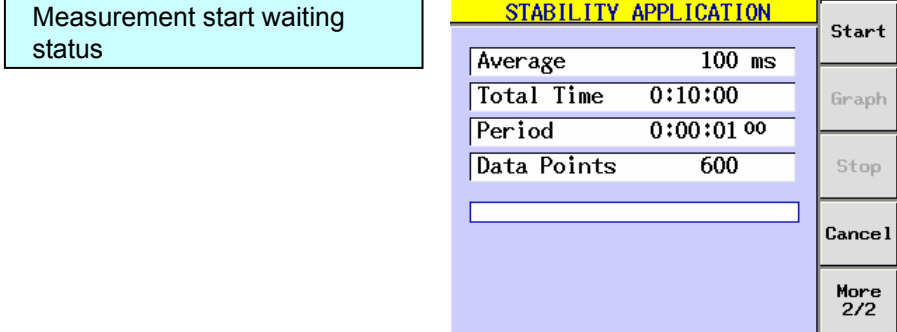 Measurement start waiting
status
STABILITY APPLICATION
Average 100 ms
Total Time 0:10:00
Period 0:00:01 00
Data Points 600
Start
Graph
Stop
Cancel
More
2/2